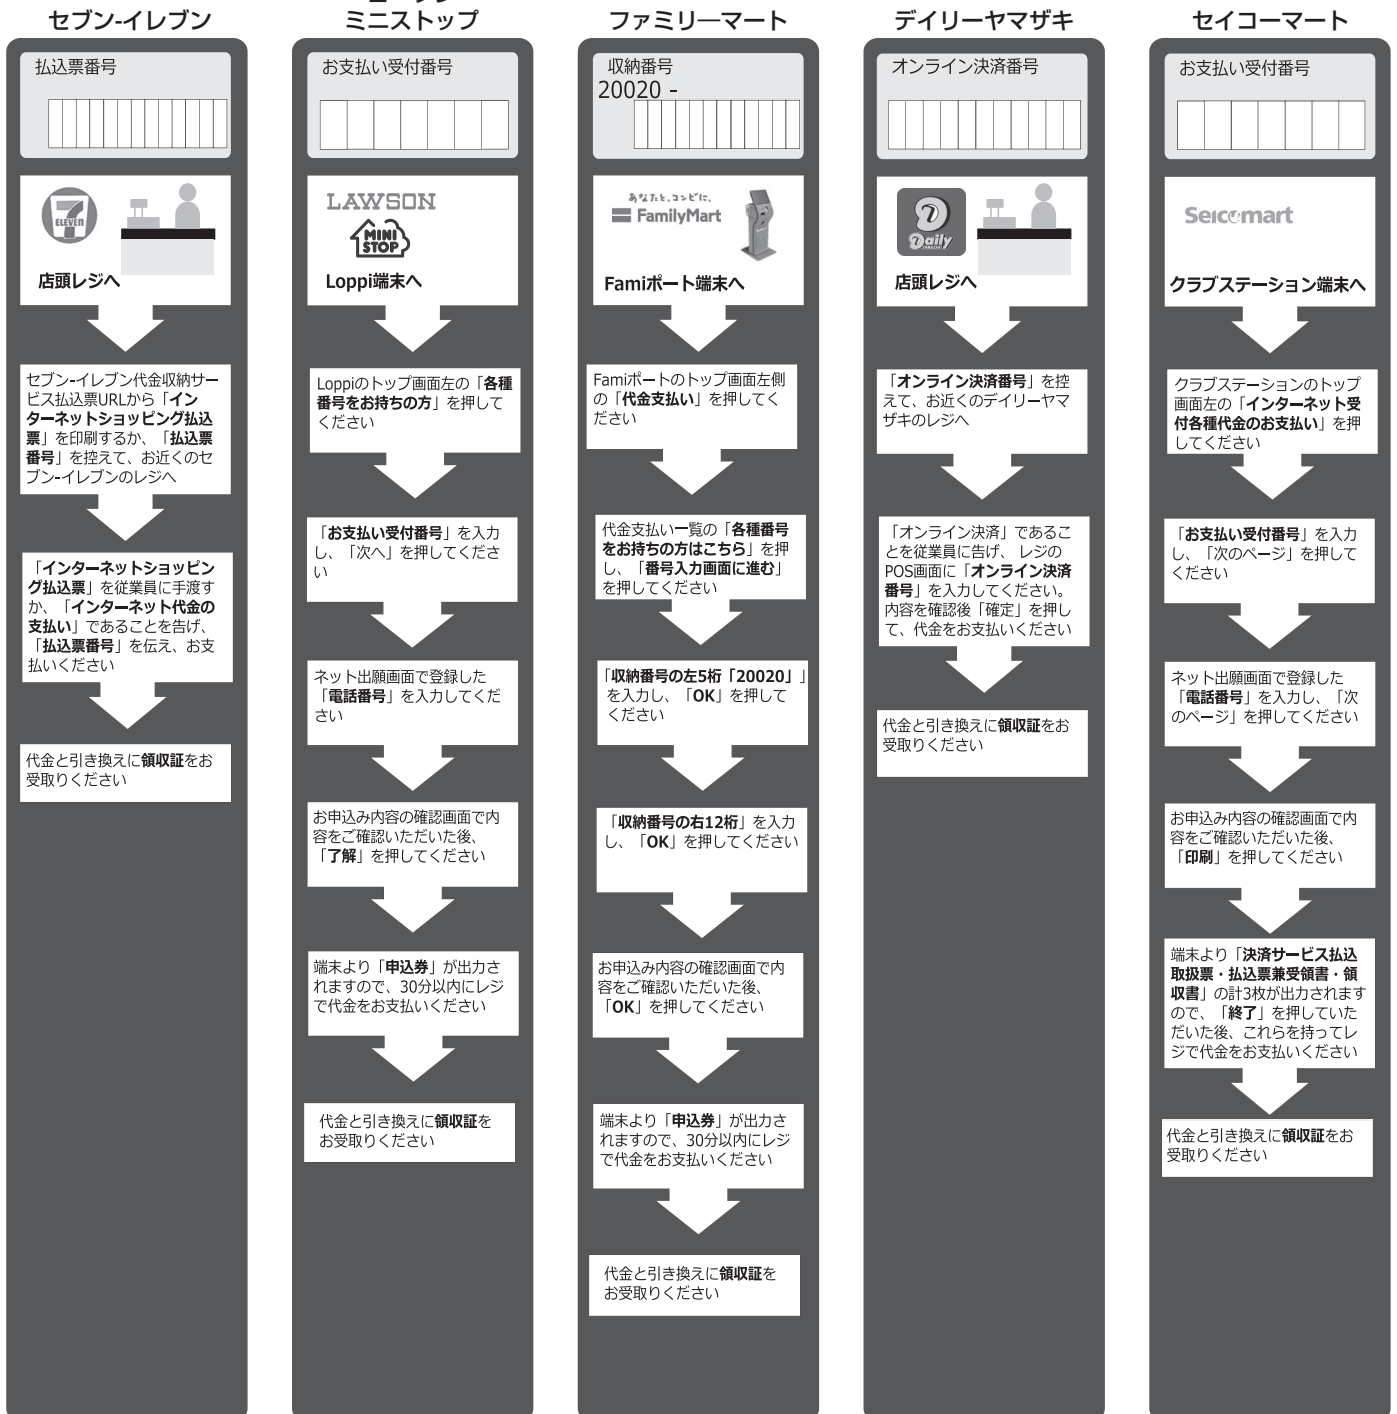 セブン-イレブン
払込票番号
7
ELEVEN
店頭レジへ
セブン-イレブン代金収納サー
ビス払込票URLから「イン
ターネットショッピング払込
票」を印刷するか、「払込票
番号」を控えて、お近くのセ
ブン-イレブンのレジへ
「インターネットショッピン
グ払込票」を従業員に手渡す
か、「インターネット代金の
支払い」であることを告げ、
「払込票番号」を伝え、お支
払いください
代金と引き換えに領収証をお
受取りください
ミニストップ
お支払い受付番号
LAWSON
MINI
STOP
Loppi端末へ
Loppiのトップ画面左の「各種
番号をお持ちの方」を押して
ください
「お支払い受付番号」を入力
し、「次へ」を押してくださ
い
ネット出願画面で登録した
「電話番号」を入力してくだ
さい
お申込み内容の確認画面で内
容をご確認いただいた後、
「了解」を押してください
端末より「申込券」が出力さ
れますので、30分以内にレジ
で代金をお支払いください
代金と引き換えに領収証を
お受取りください
ファミリーマート
収納番号
20020 -
あなたと、コンビに、
FamilyMart
Famiポート端末へ
Famiポートのトップ画面左側
の「代金支払い」を押してく
ださい
代金支払い一覧の「各種番号
をお持ちの方はこちら」を押
し、「番号入力画面に進む」
を押してください
「収納番号の左5桁「20020」」
を入力し、「OK」を押して
ください
「収納番号の右12桁」を入力
し、「OK」を押してください
お申込み内容の確認画面で内
容をご確認いただいた後、
「OK」を押してください
端末より「申込券」が出力さ
れますので、30分以内にレジ
で代金をお支払いください
代金と引き換えに領収証を
お受取りください
デイリーヤマザキ
オンライン決済番号
Daily
店頭レジへ
「オンライン決済番号」を控
えて、お近くのデイリーヤマ
ザキのレジへ
「オンライン決済」であるこ
とを従業員に告げ、レジの
POS画面に「オンライン決済
番号」を入力してください。
内容を確認後「確定」を押し
て、代金をお支払いください
代金と引き換えに領収証をお
受取りください
セイコーマート
お支払い受付番号
Seicomart
クラブステーション端末へ
クラブステーションのトップ
画面左の「インターネット受
付各種代金のお支払い」を押
してください
「お支払い受付番号」を入力
し、「次のページ」を押して
ください
ネット出願画面で登録した
「電話番号」を入力し、「次
のページ」を押してください
お申込み内容の確認画面で内
容をご確認いただいた後、
「印刷」を押してください
端末より「決済サービス払込
取扱票・払込票兼受領書・領
収書」の計3枚が出力されます
ので、「終了」を押していた
だいた後、これらを持ってレ
ジで代金をお支払いください
代金と引き換えに領収証をお
受取りください